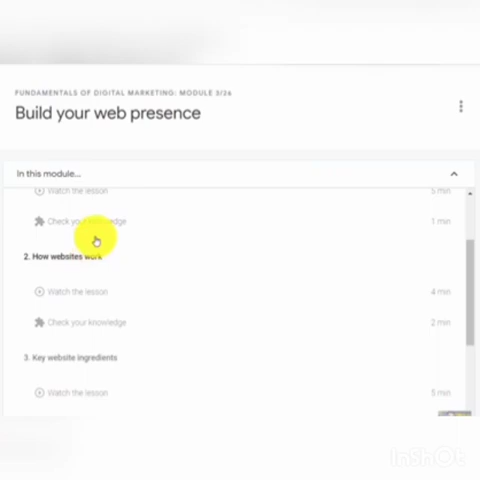 FUNDAMENTALS OF DIGITAL MARKETING: MODULE 3/26
Build your web presence
In this module...
Watch the lesson 5 min
Check your knowledge 1 min
2. How websites work
Watch the lesson 4 min
Check your knowledge 2 min
3. Key website ingredients
Watch the lesson 5 min
InShOt